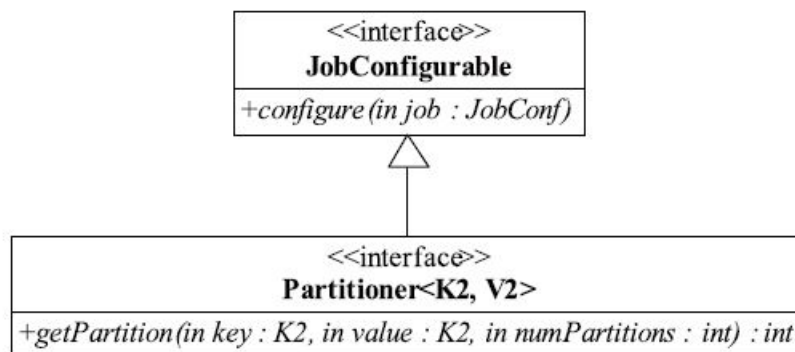 <<interface>>
JobConfigurable
+configure(in job : JobConf)
<<interface>>
Partitioner<K2, V2>
+getPartition(in key : K2, in value : K2, in numPartitions : int) : int